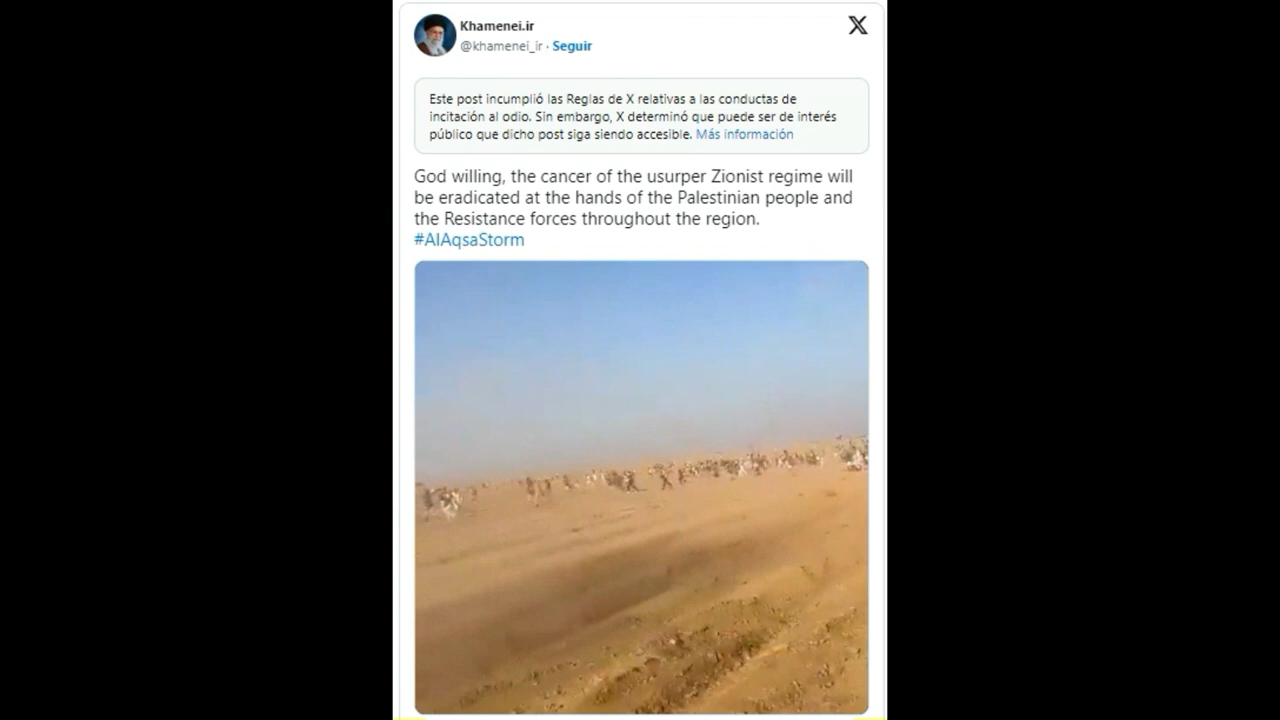 Khamenei.ir
@khamenei_ir · Seguir
Este post incumplió las Reglas de X relativas a las conductas de
incitación al odio. Sin embargo, X determinó que puede ser de interés
público que dicho post siga siendo accesible. Más información
God willing, the cancer of the usurper Zionist regime will
be eradicated at the hands of the Palestinian people and
the Resistance forces throughout the region.
#AlAqsaStorm